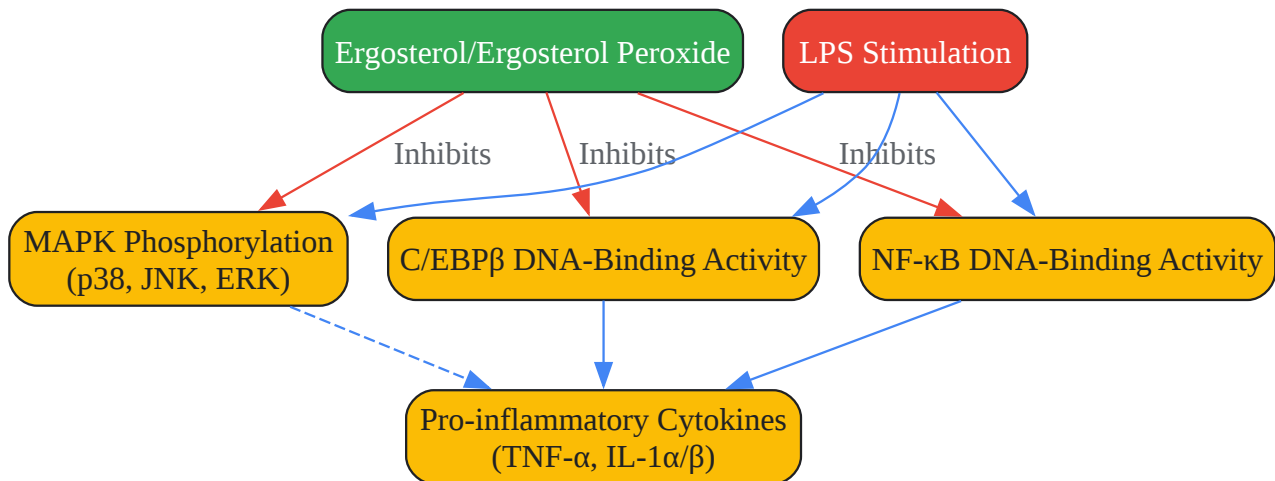 Ergosterol/Ergosterol Peroxide
LPS Stimulation
Inhibits
Inhibits
Inhibits
MAPK Phosphorylation
(p38, JNK, ERK)
C/EBPβ DNA-Binding Activity
NF-κB DNA-Binding Activity
Pro-inflammatory Cytokines
(TNF-α, IL-1α/β)